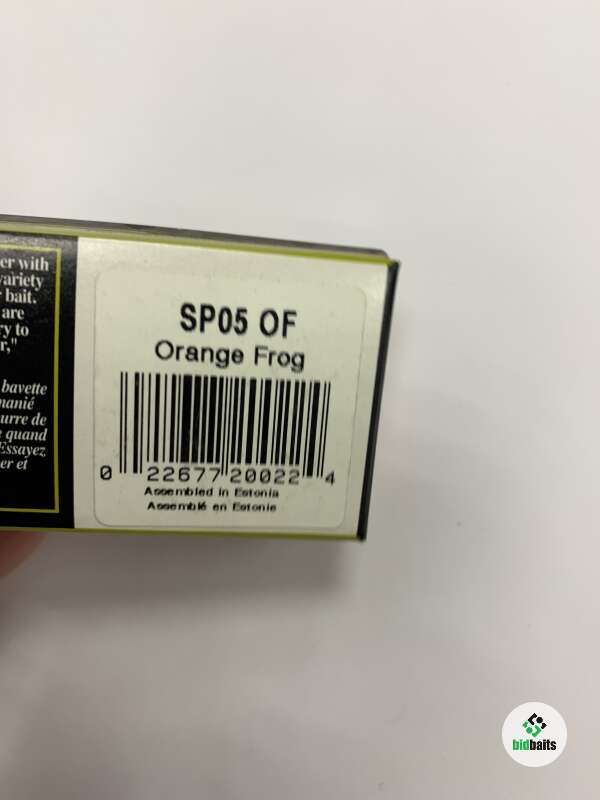 er with
variety
bait.
are
ry to
r,"
bavette
manié
urre de
quand
Essayez
er et
SP05 OF
Orange Frog
0 22677 20022 4
Assembled in Estonia
Assemblé en Estonie
bidbaits